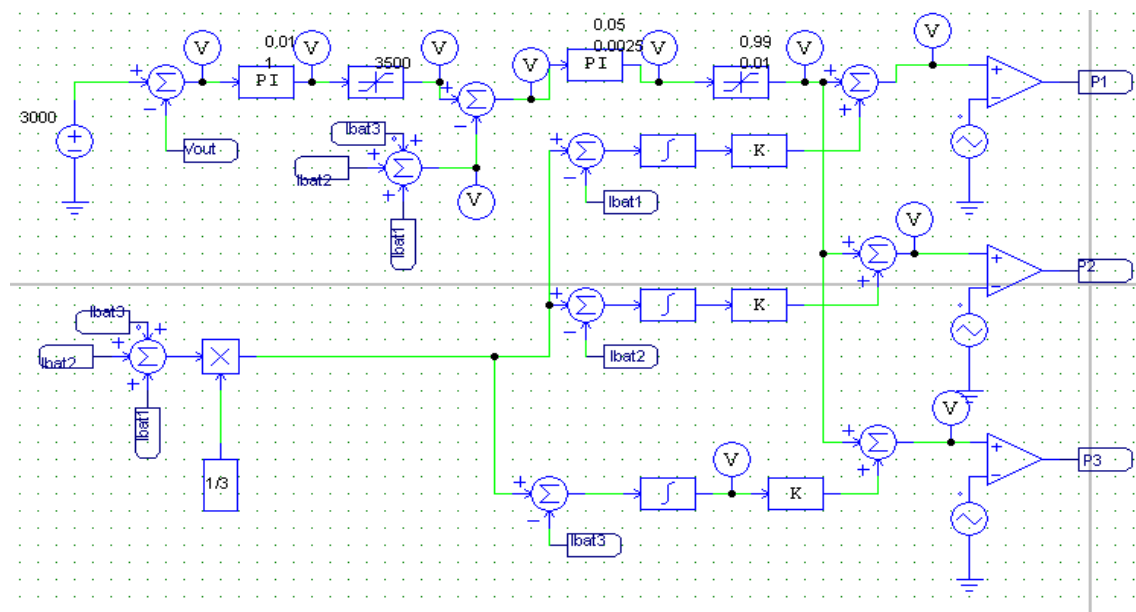 0.05
V
V
0.01
V
V
0.0025
V
0.99
V
V
1
PI
3500
PI
0.01
Σ
Σ
Σ
P1
3000
Vout
Ibat3
Ibat2
Σ
V
Ibat1
Σ
∫
K
Ibat1
V
Σ
P2
Ibat3
Ibat2
Σ
Ibat1
1/3
Σ
∫
K
Ibat2
V
Σ
P3
V
Σ
∫
K
Ibat3